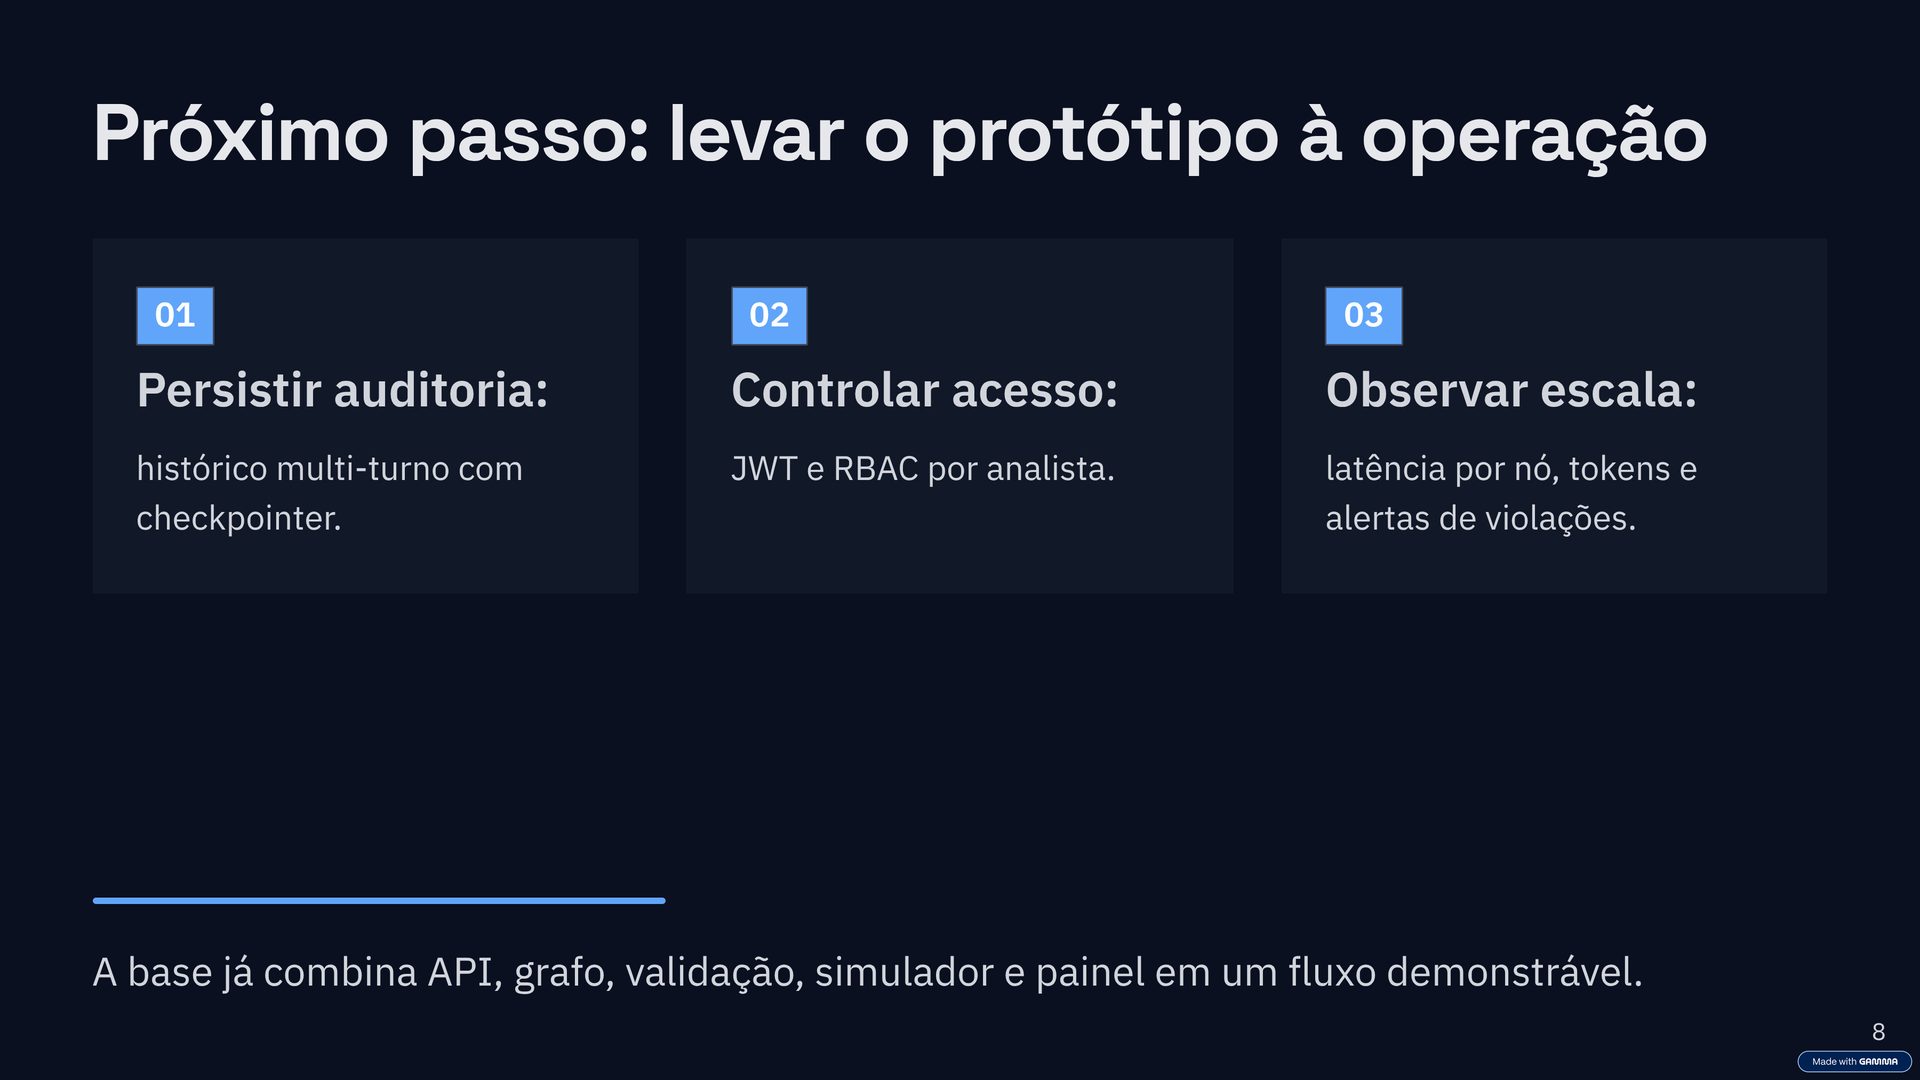 Próximo passo: levar o protótipo à operação
01
Persistir auditoria:
histórico multi-turno com
checkpointer.
02
Controlar acesso:
JWT e RBAC por analista.
03
Observar escala:
latência por nó, tokens e
alertas de violações.
A base já combina API, grafo, validação, simulador e painel em um fluxo demonstrável.
8
Made with GAMMA